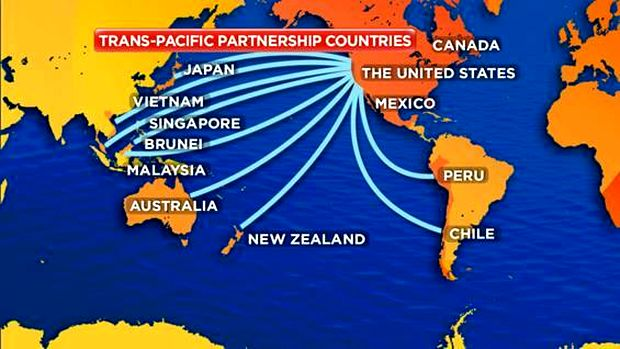 TRANS-PACIFIC PARTNERSHIP COUNTRIES
CANADA
JAPAN
THE UNITED STATES
VIETNAM
MEXICO
SINGAPORE
BRUNEI
MALAYSIA
PERU
AUSTRALIA
CHILE
NEW ZEALAND